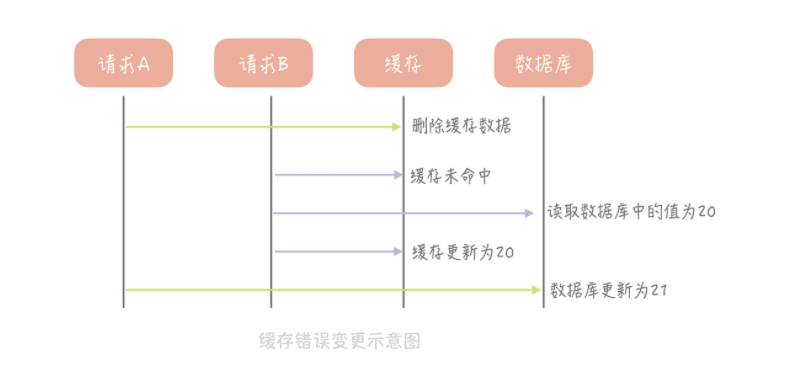 请求A
请求B
缓存
数据库
删除缓存数据
缓存未命中
读取数据库中的值为20
缓存更新为20
数据库更新为21
缓存错误变更示意图